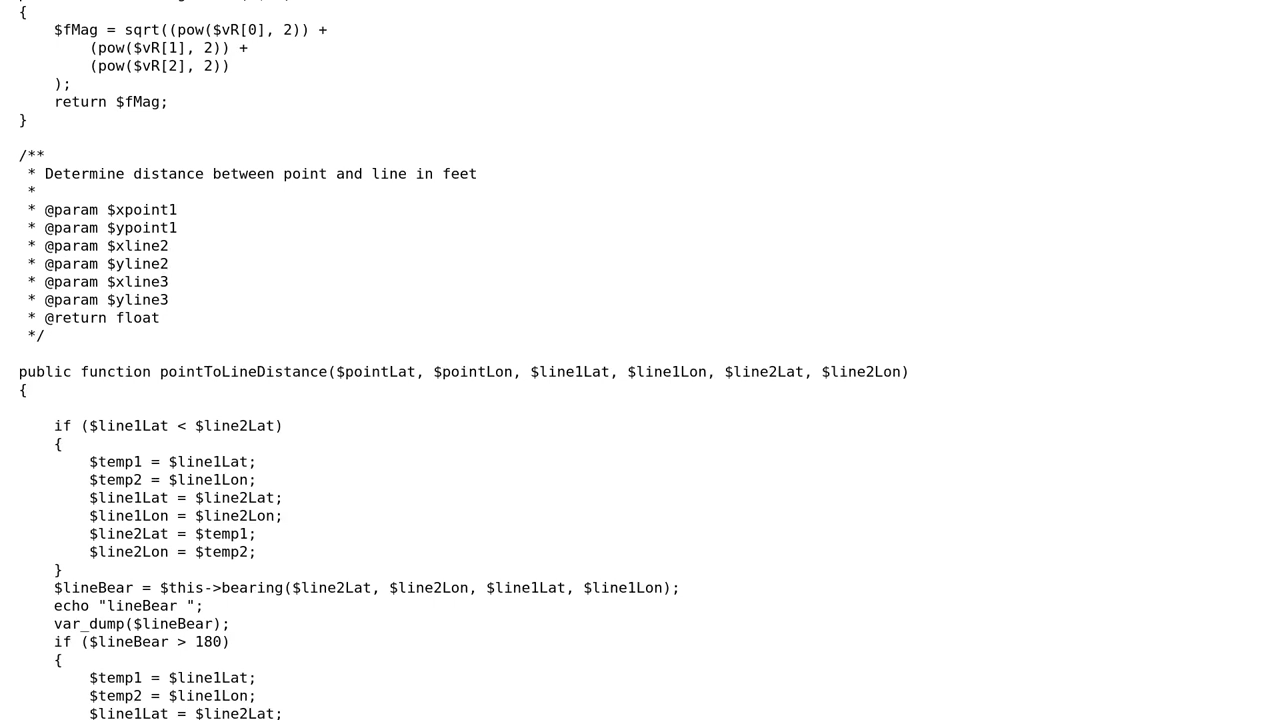 {
    $fMag = sqrt((pow($vR[0], 2)) +
        (pow($vR[1], 2)) +
        (pow($vR[2], 2))
    );
    return $fMag;
}

/**
 * Determine distance between point and line in feet
 *
 * @param $xpoint1
 * @param $ypoint1
 * @param $xline2
 * @param $yline2
 * @param $xline3
 * @param $yline3
 * @return float
 */

public function pointToLineDistance($pointLat, $pointLon, $line1Lat, $line1Lon, $line2Lat, $line2Lon)
{

    if ($line1Lat < $line2Lat)
    {
        $temp1 = $line1Lat;
        $temp2 = $line1Lon;
        $line1Lat = $line2Lat;
        $line1Lon = $line2Lon;
        $line2Lat = $temp1;
        $line2Lon = $temp2;
    }
    $lineBear = $this->bearing($line2Lat, $line2Lon, $line1Lat, $line1Lon);
    echo "lineBear ";
    var_dump($lineBear);
    if ($lineBear > 180)
    {
        $temp1 = $line1Lat;
        $temp2 = $line1Lon;
        $line1Lat = $line2Lat;